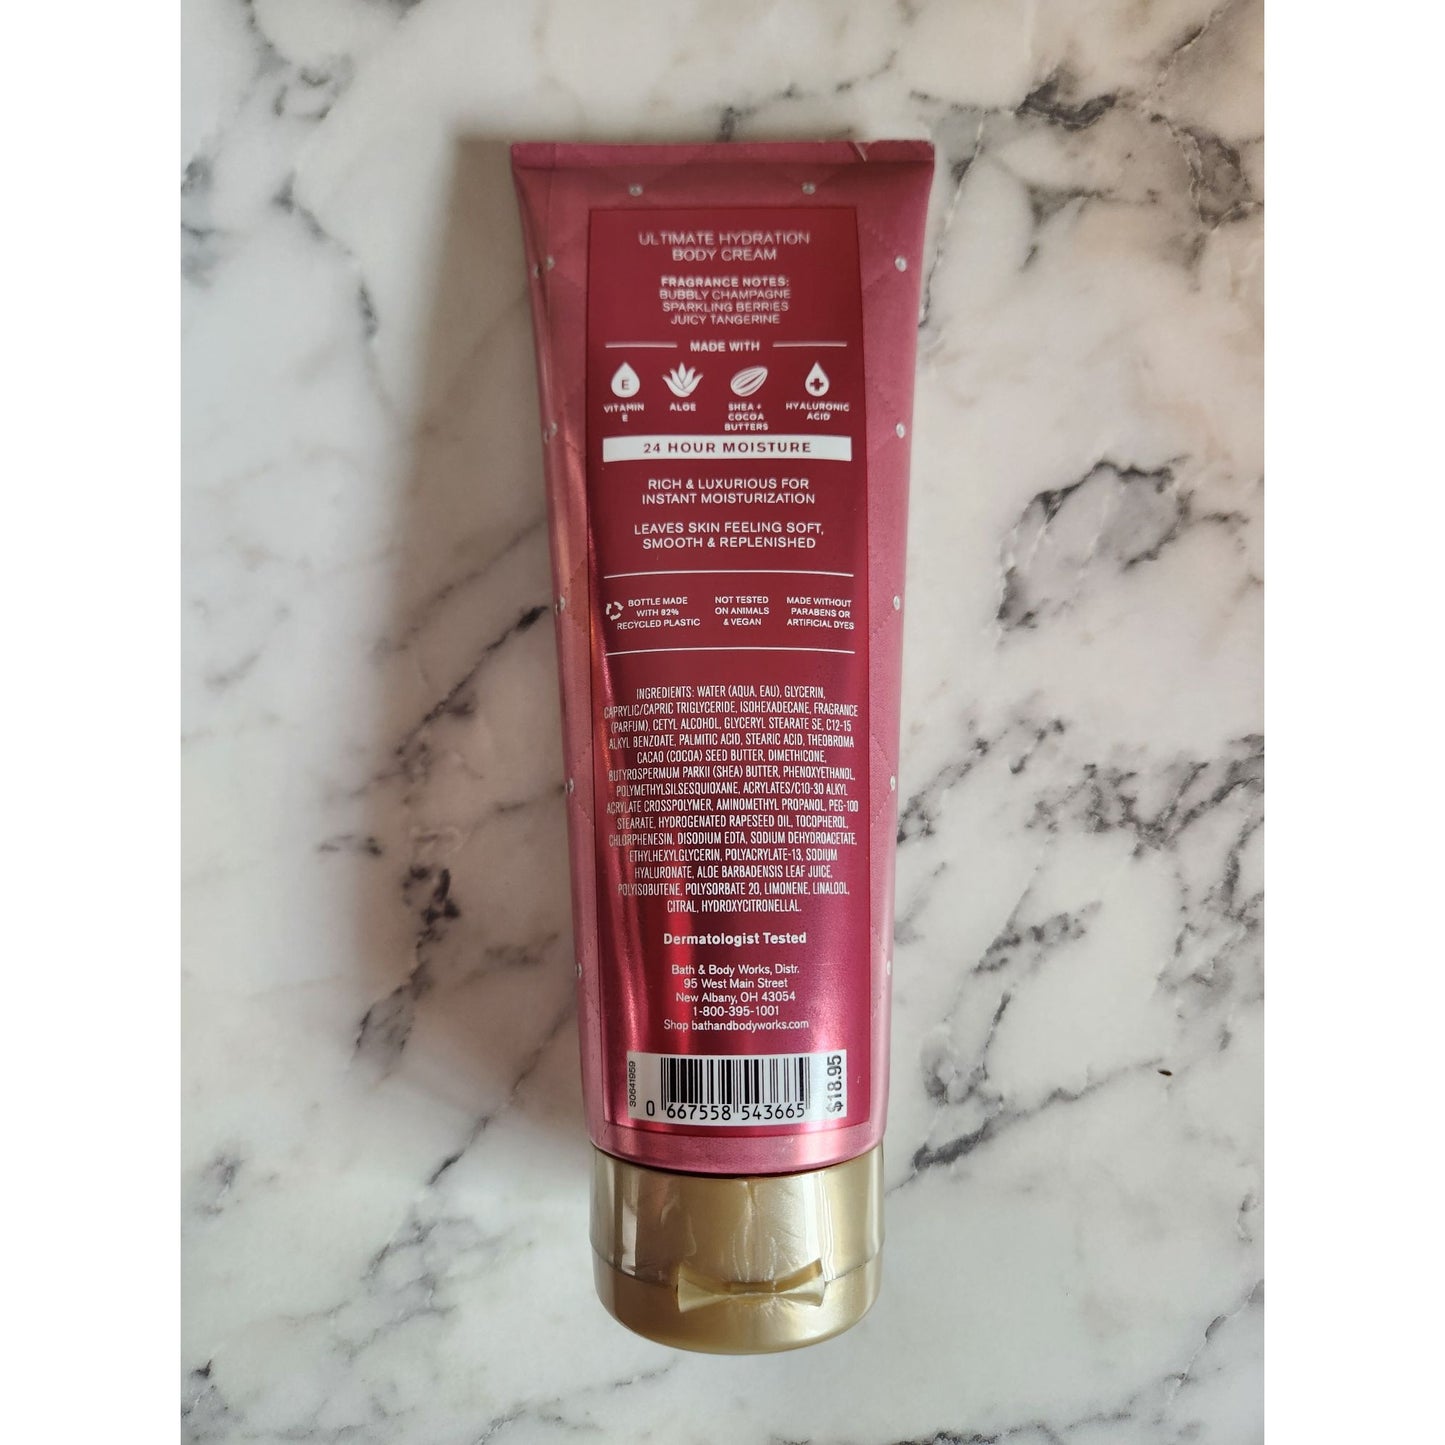 ULTIMATE HYDRATION
BODY CREAM
FRAGRANCE NOTES:
BUBBLY CHAMPAGNE
SPARKLING BERRIES
JUICY TANGERINE
MADE WITH
E
VITAMIN
E
ALOE
SHEA +
COCOA
BUTTERS
HYALURONIC
ACID
24 HOUR MOISTURE
RICH & LUXURIOUS FOR
INSTANT MOISTURIZATION
LEAVES SKIN FEELING SOFT,
SMOOTH & REPLENISHED
BOTTLE MADE
WITH 82%
RECYCLED PLASTIC
NOT TESTED
ON ANIMALS
& VEGAN
MADE WITHOUT
PARABENS OR
ARTIFICIAL DYES
INGREDIENTS: WATER (AQUA, EAU), GLYCERIN,
CAPRYLIC/CAPRIC TRIGLYCERIDE, ISOHEXADECANE, FRAGRANCE
(PARFUM), CETYL ALCOHOL, GLYCERYL STEARATE SE, C12-15
ALKYL BENZOATE, PALMITIC ACID, STEARIC ACID, THEOBROMA
CACAO (COCOA) SEED BUTTER, DIMETHICONE,
BUTYROSPERMUM PARKII (SHEA) BUTTER, PHENOXYETHANOL,
POLYMETHYLSILSESQUIOXANE, ACRYLATES/C10-30 ALKYL
ACRYLATE CROSSPOLYMER, AMINOMETHYL PROPANOL, PEG-100
STEARATE, HYDROGENATED RAPESEED OIL, TOCOPHEROL,
CHLORPHENESIN, DISODIUM EDTA, SODIUM DEHYDROACETATE,
ETHYLHEXYLGLYCERIN, POLYACRYLATE-13, SODIUM
HYALURONATE, ALOE BARBADENSIS LEAF JUICE,
POLYISOBUTENE, POLYSORBATE 20, LIMONENE, LINALOOL,
CITRAL, HYDROXYCITRONELLAL.
Dermatologist Tested
Bath & Body Works, Distr.
95 West Main Street
New Albany, OH 43054
1-800-395-1001
Shop bathandbodyworks.com
30641959
0 667558 543665
$18.95